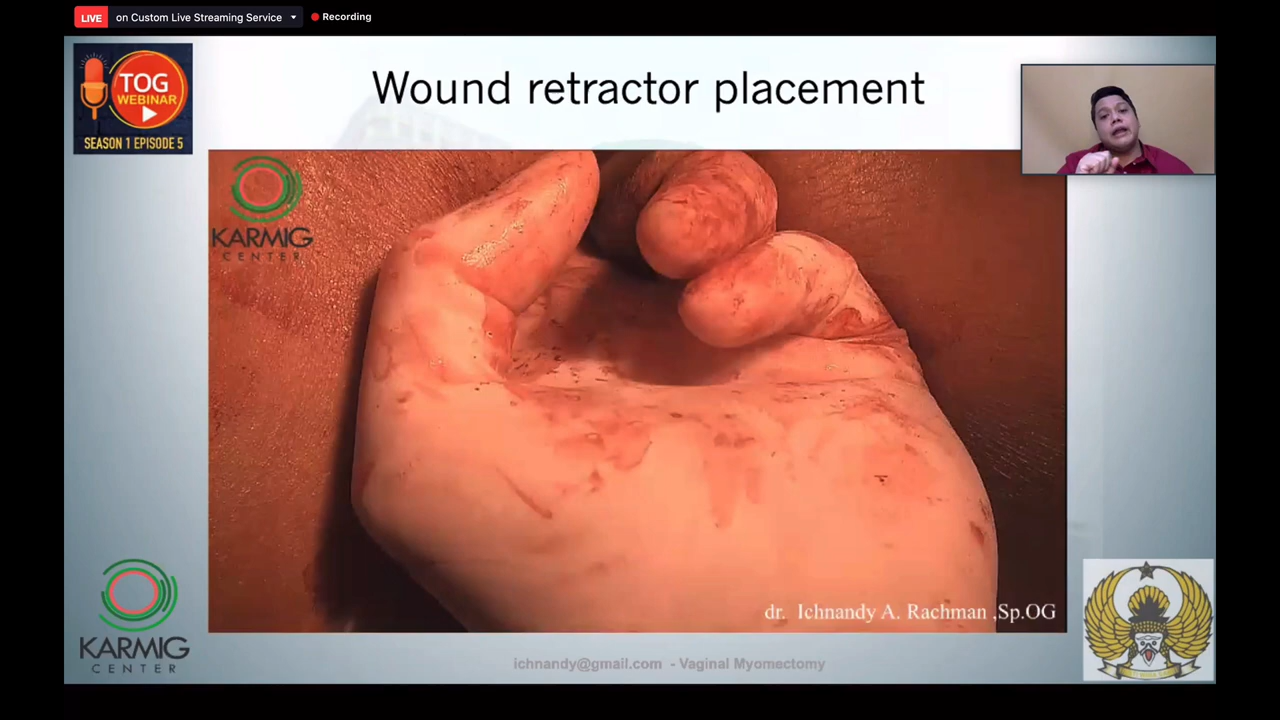 LIVE
on Custom Live Streaming Service
Recording
TOG
WEBINAR
SEASON 1 EPISODE 5
Wound retractor placement
KARMIG
CENTER
dr. Ichnandy A. Rachman ,Sp.OG
KARMIG
CENTER
ichnandy@gmail.com - Vaginal Myomectomy